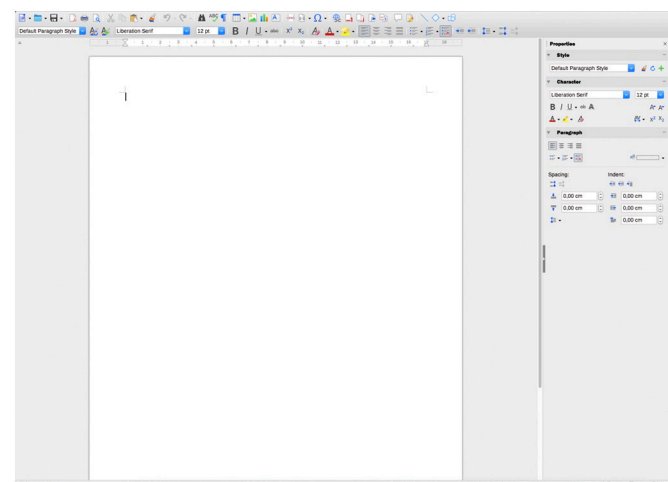 Default Paragraph Style
Liberation Serif
12 pt
B I U
Properties
Style
Default Paragraph Style
Character
Liberation Serif
12 pt
B I U
Paragraph
Spacing:
Indent:
0,00 cm
0,00 cm
0,00 cm
0,00 cm
0,00 cm